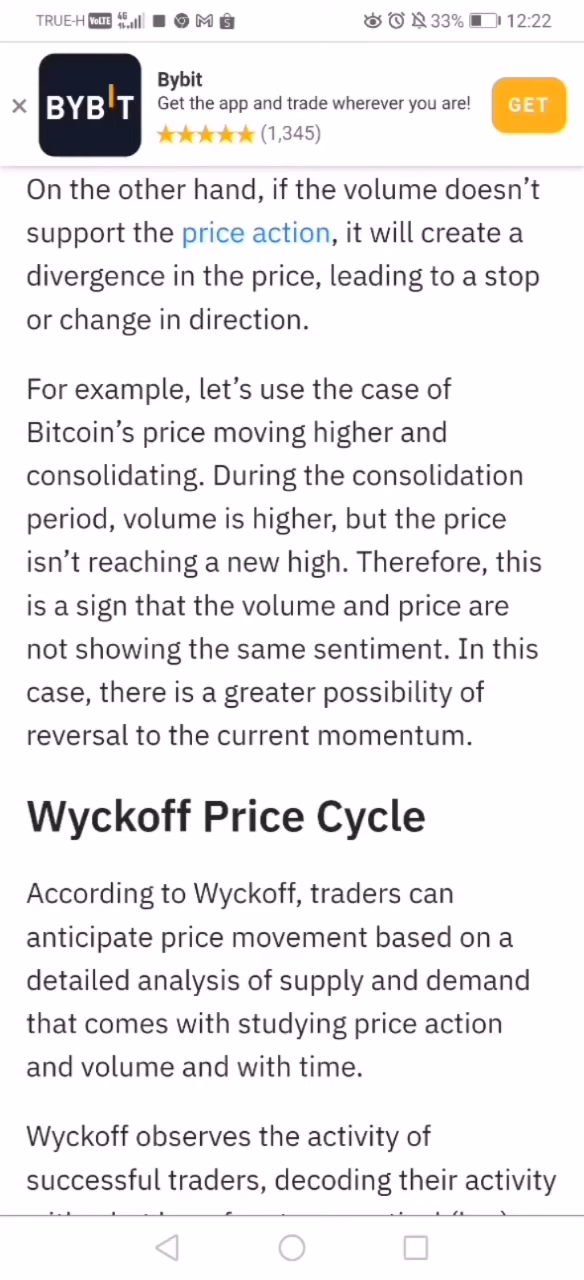 TRUE-H VoLTE 4G 33% 12:22
Bybit
BYBIT Get the app and trade wherever you are! GET
(1,345)
On the other hand, if the volume doesn’t
support the price action, it will create a
divergence in the price, leading to a stop
or change in direction.
For example, let’s use the case of
Bitcoin’s price moving higher and
consolidating. During the consolidation
period, volume is higher, but the price
isn’t reaching a new high. Therefore, this
is a sign that the volume and price are
not showing the same sentiment. In this
case, there is a greater possibility of
reversal to the current momentum.
Wyckoff Price Cycle
According to Wyckoff, traders can
anticipate price movement based on a
detailed analysis of supply and demand
that comes with studying price action
and volume and with time.
Wyckoff observes the activity of
successful traders, decoding their activity